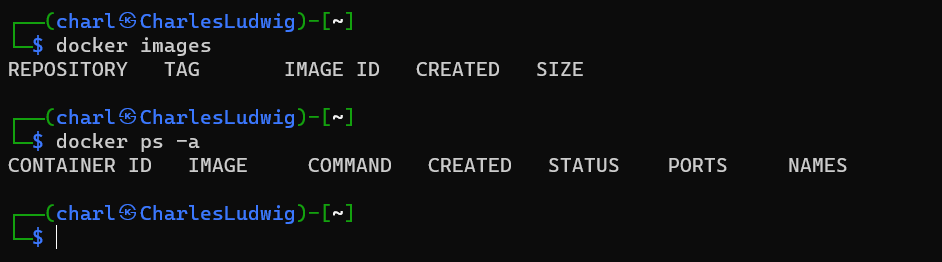 ┌──(charl㉿CharlesLudwig)-[~]
└─$ docker images
REPOSITORY   TAG       IMAGE ID   CREATED   SIZE
┌──(charl㉿CharlesLudwig)-[~]
└─$ docker ps -a
CONTAINER ID   IMAGE     COMMAND   CREATED   STATUS    PORTS     NAMES
┌──(charl㉿CharlesLudwig)-[~]
└─$